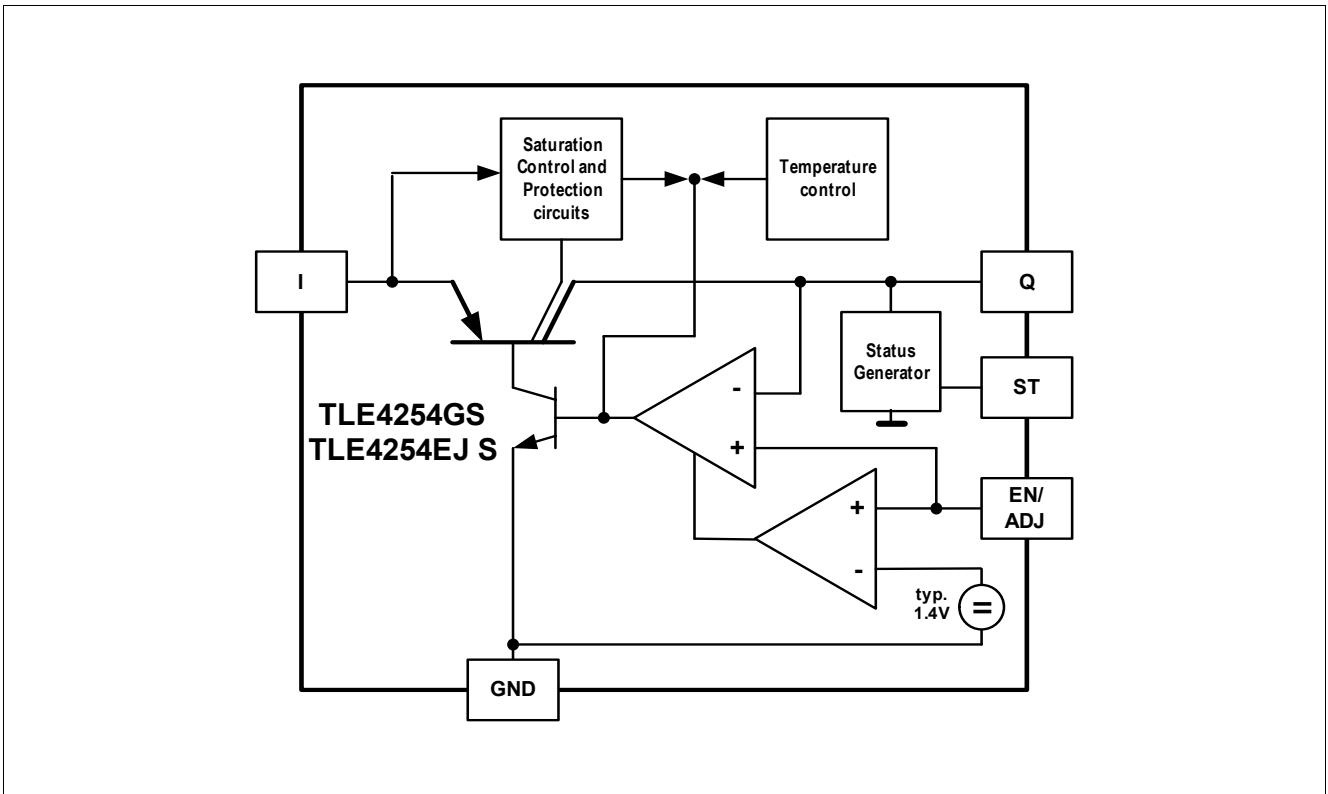 Saturation
Control and
Protection
circuits
Temperature
control
I
Q
Status
Generator
ST
TLE4254GS
TLE4254EJ S
-
+
EN/
ADJ
+
-
typ.
1.4V
=
GND